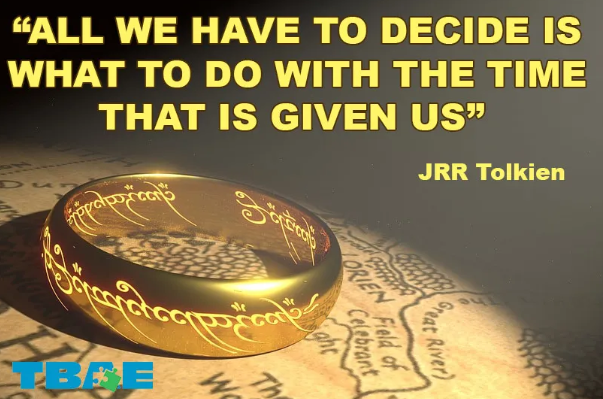 “ALL WE HAVE TO DECIDE IS
WHAT TO DO WITH THE TIME
THAT IS GIVEN US”
JRR Tolkien
Great River)
Field of
Celebrant
The
TBAE